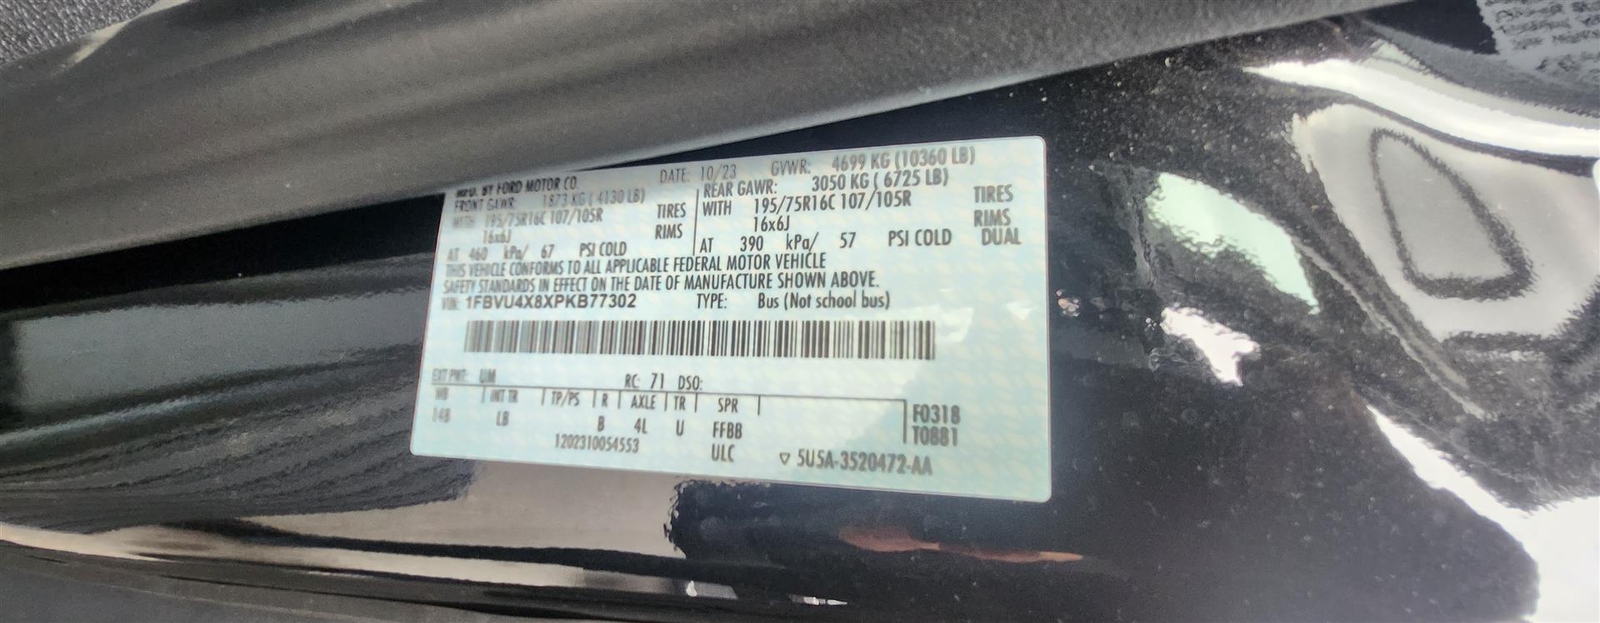 MFD. BY FORD MOTOR CO. DATE: 10/23 GVWR: 4699 KG (10360 LB)
FRONT GAWR: 1873 KG ( 4130 LB) REAR GAWR: 3050 KG ( 6725 LB)
WITH 195/75R16C 107/105R TIRES WITH 195/75R16C 107/105R TIRES
16x6J RIMS 16x6J RIMS
AT 460 kPa/ 67 PSI COLD AT 390 kPa/ 57 PSI COLD DUAL
THIS VEHICLE CONFORMS TO ALL APPLICABLE FEDERAL MOTOR VEHICLE
SAFETY STANDARDS IN EFFECT ON THE DATE OF MANUFACTURE SHOWN ABOVE.
VIN: 1FBVU4X8XPKB77302 TYPE: Bus (Not school bus)
EXT PNT: UM RC: 71 DSO:
WB INT TR TP/PS R AXLE TR SPR F0318
148 LB B 4L U FFBB T0881
1202310054553 ULC ▽ 5U5A-3520472-AA